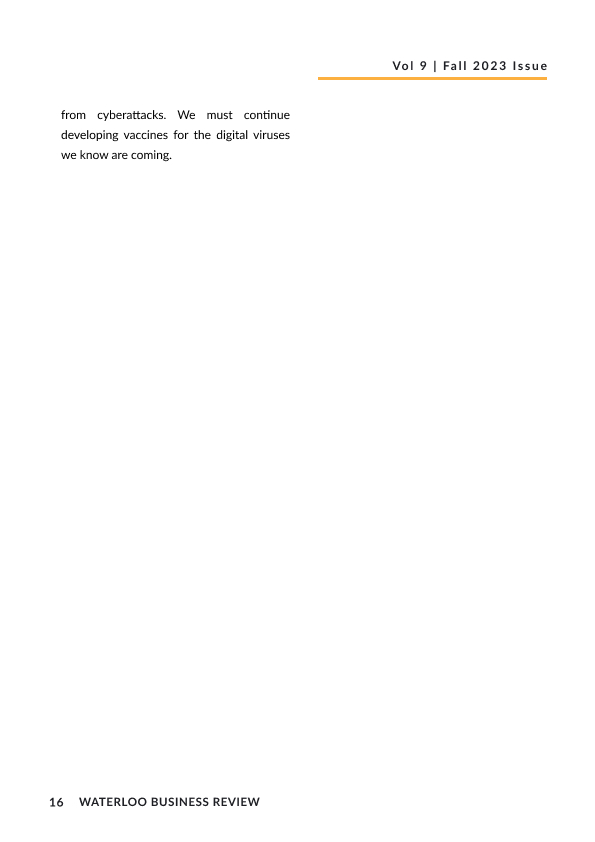 Vol 9 | Fall 2023 Issue
from cyberattacks. We must continue
developing vaccines for the digital viruses
we know are coming.
16 WATERLOO BUSINESS REVIEW